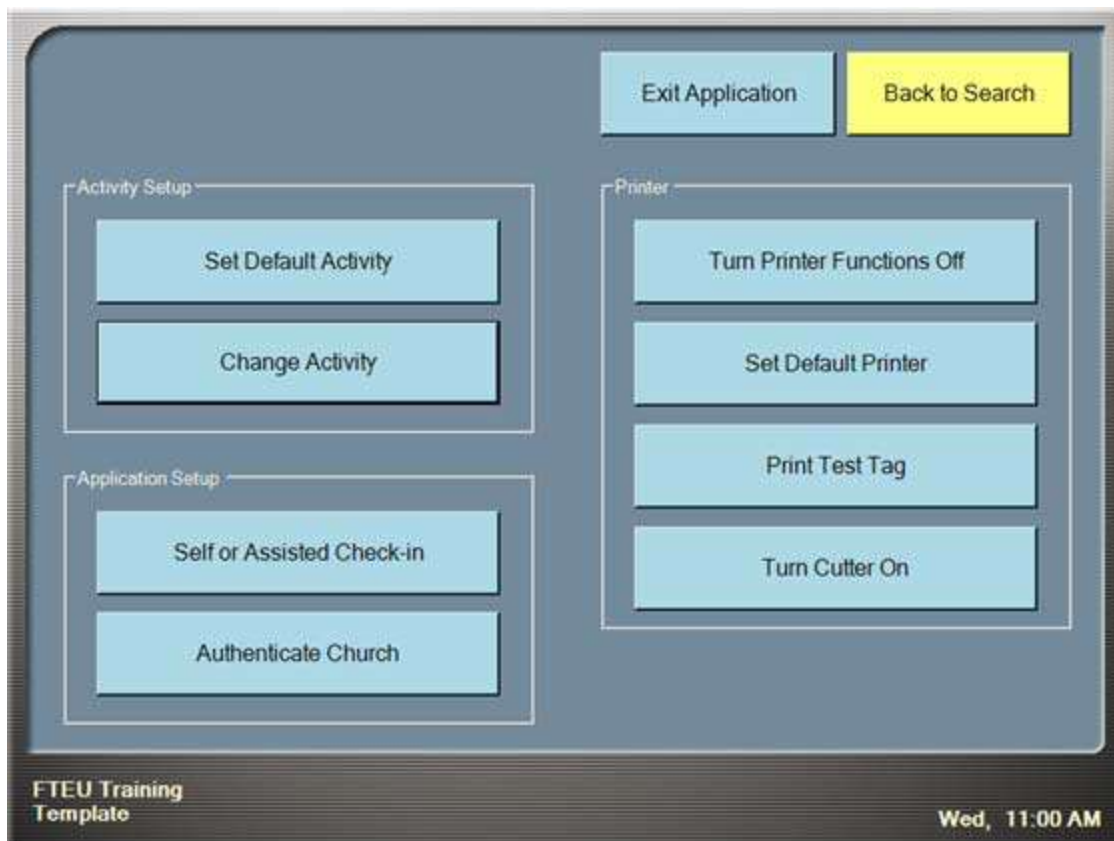 Exit Application
Back to Search
Activity Setup
Set Default Activity
Change Activity
Application Setup
Self or Assisted Check-in
Authenticate Church
Printer
Turn Printer Functions Off
Set Default Printer
Print Test Tag
Turn Cutter On
FTEU Training
Template
Wed, 11:00 AM